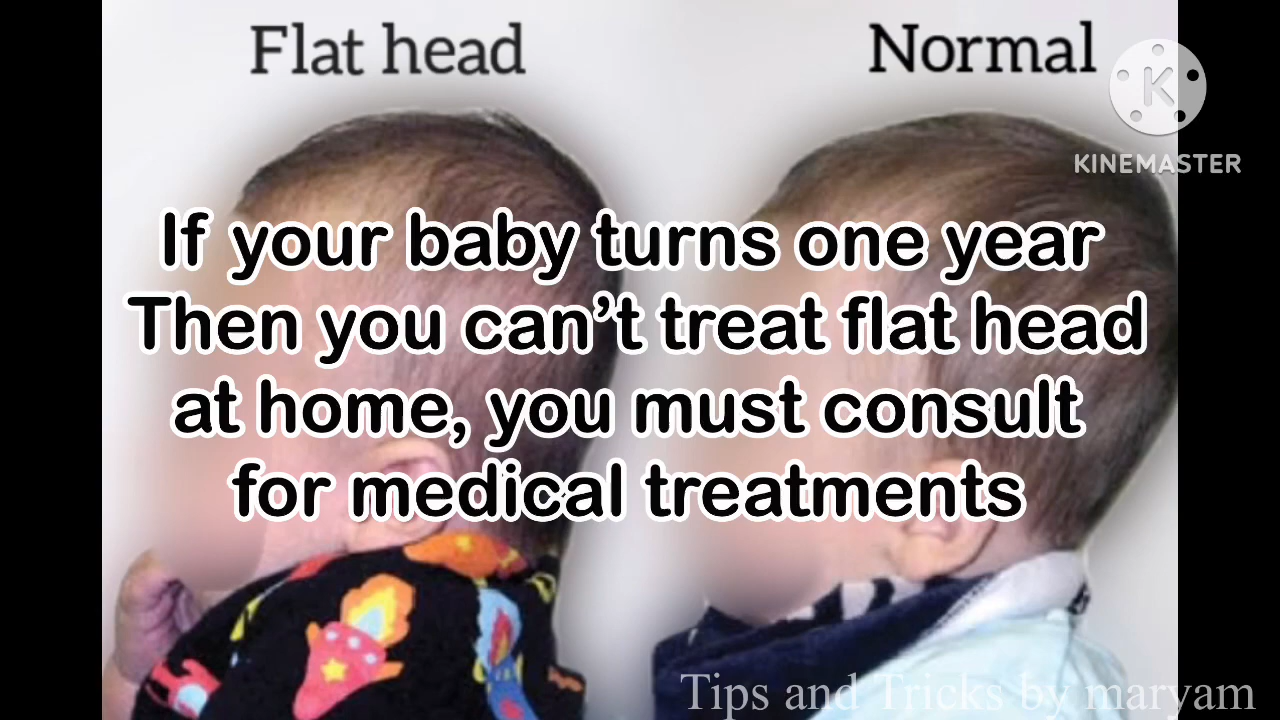 Flat head
Normal
K
KINEMASTER
If your baby turns one year
Then you can’t treat flat head
at home, you must consult
for medical treatments
Tips and Tricks by maryam